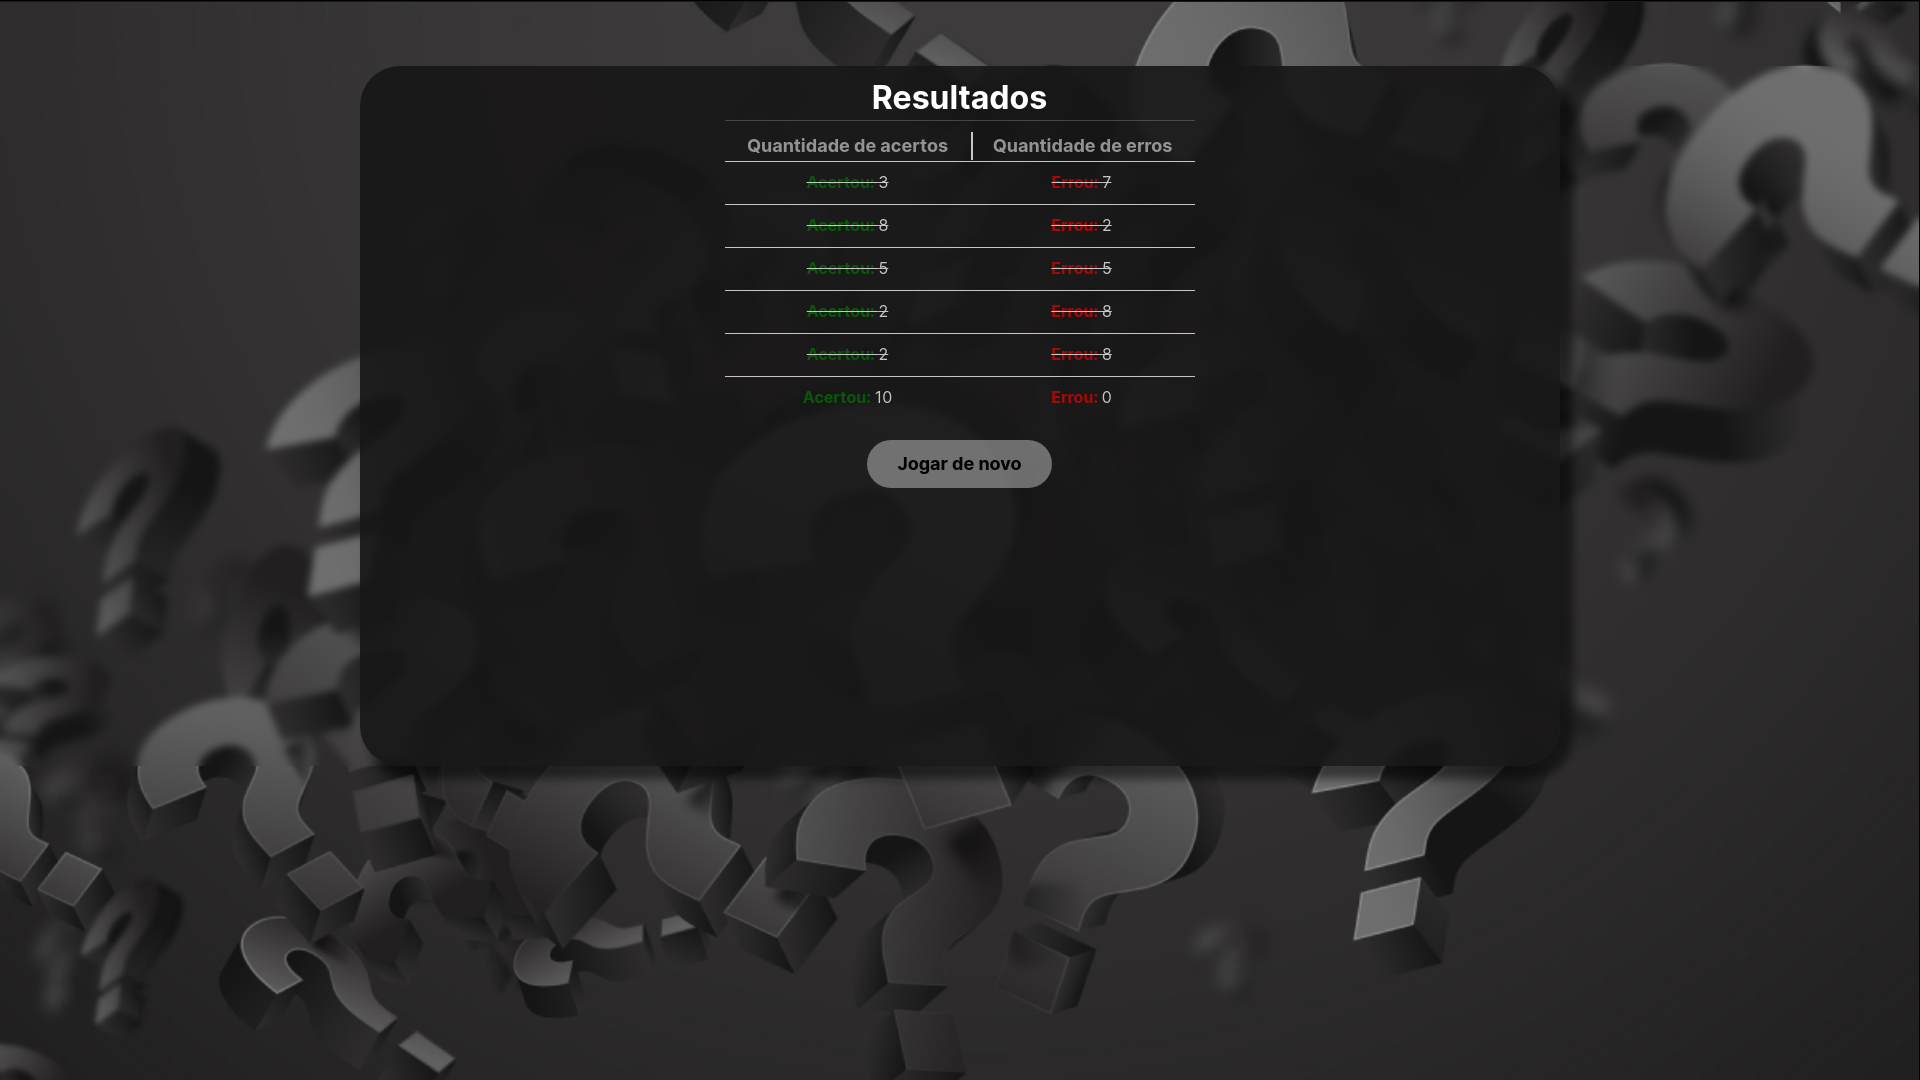 Resultados
Quantidade de acertos Quantidade de erros
Acertou: 3 Errou: 7
Acertou: 8 Errou: 2
Acertou: 5 Errou: 5
Acertou: 2 Errou: 8
Acertou: 2 Errou: 8
Acertou: 10 Errou: 0
Jogar de novo